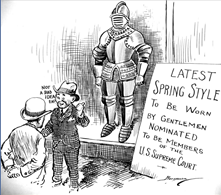 NOT
A BAD
IDEA
EH?
LATEST
SPRING STYLE
TO BE WORN
BY GENTLEMEN
NOMINATED
TO BE MEMBERS
OF THE
U.S. SUPREME COURT.